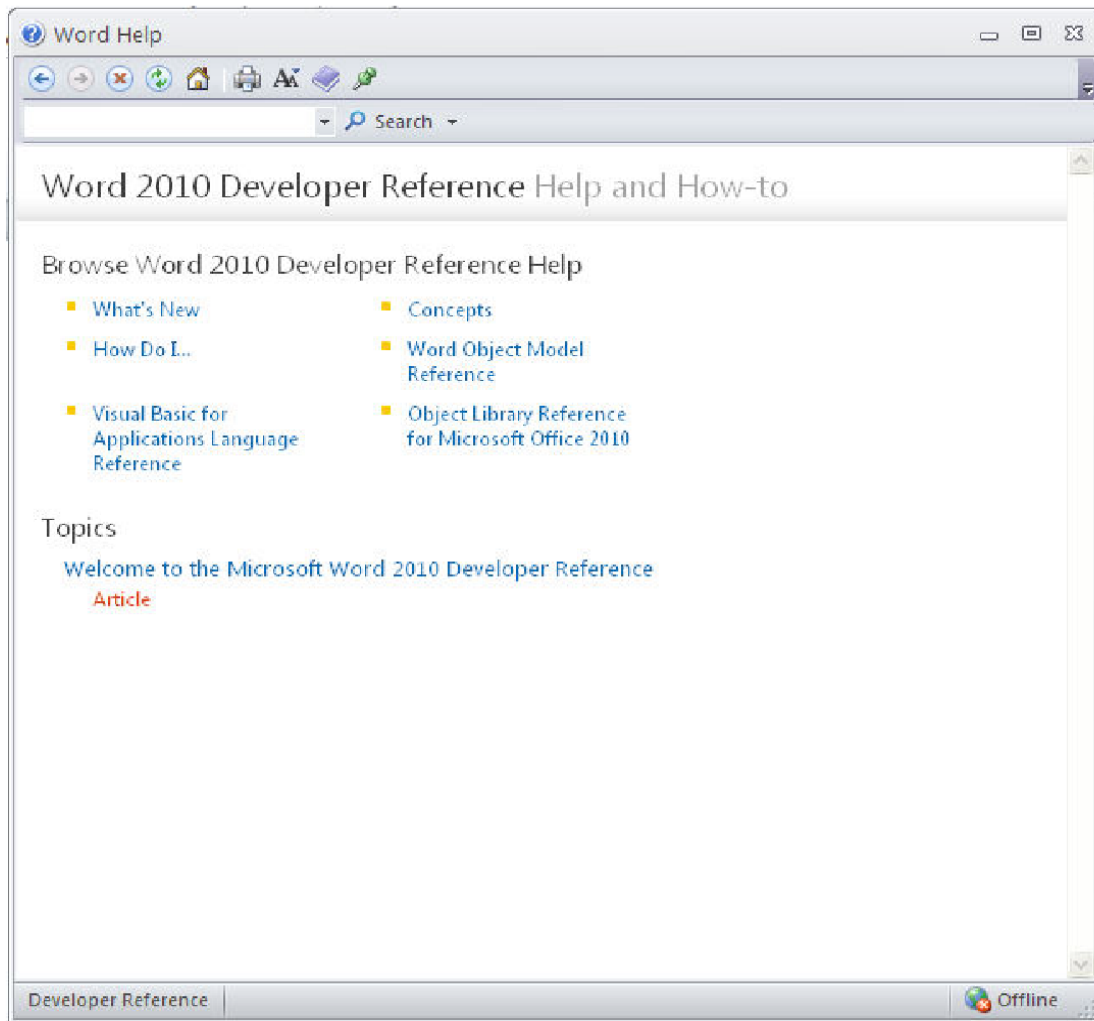 Word Help
Search
Word 2010 Developer Reference Help and How-to
Browse Word 2010 Developer Reference Help
What's New
Concepts
How Do I...
Word Object Model
Reference
Visual Basic for
Applications Language
Reference
Object Library Reference
for Microsoft Office 2010
Topics
Welcome to the Microsoft Word 2010 Developer Reference
Article
Developer Reference
Offline